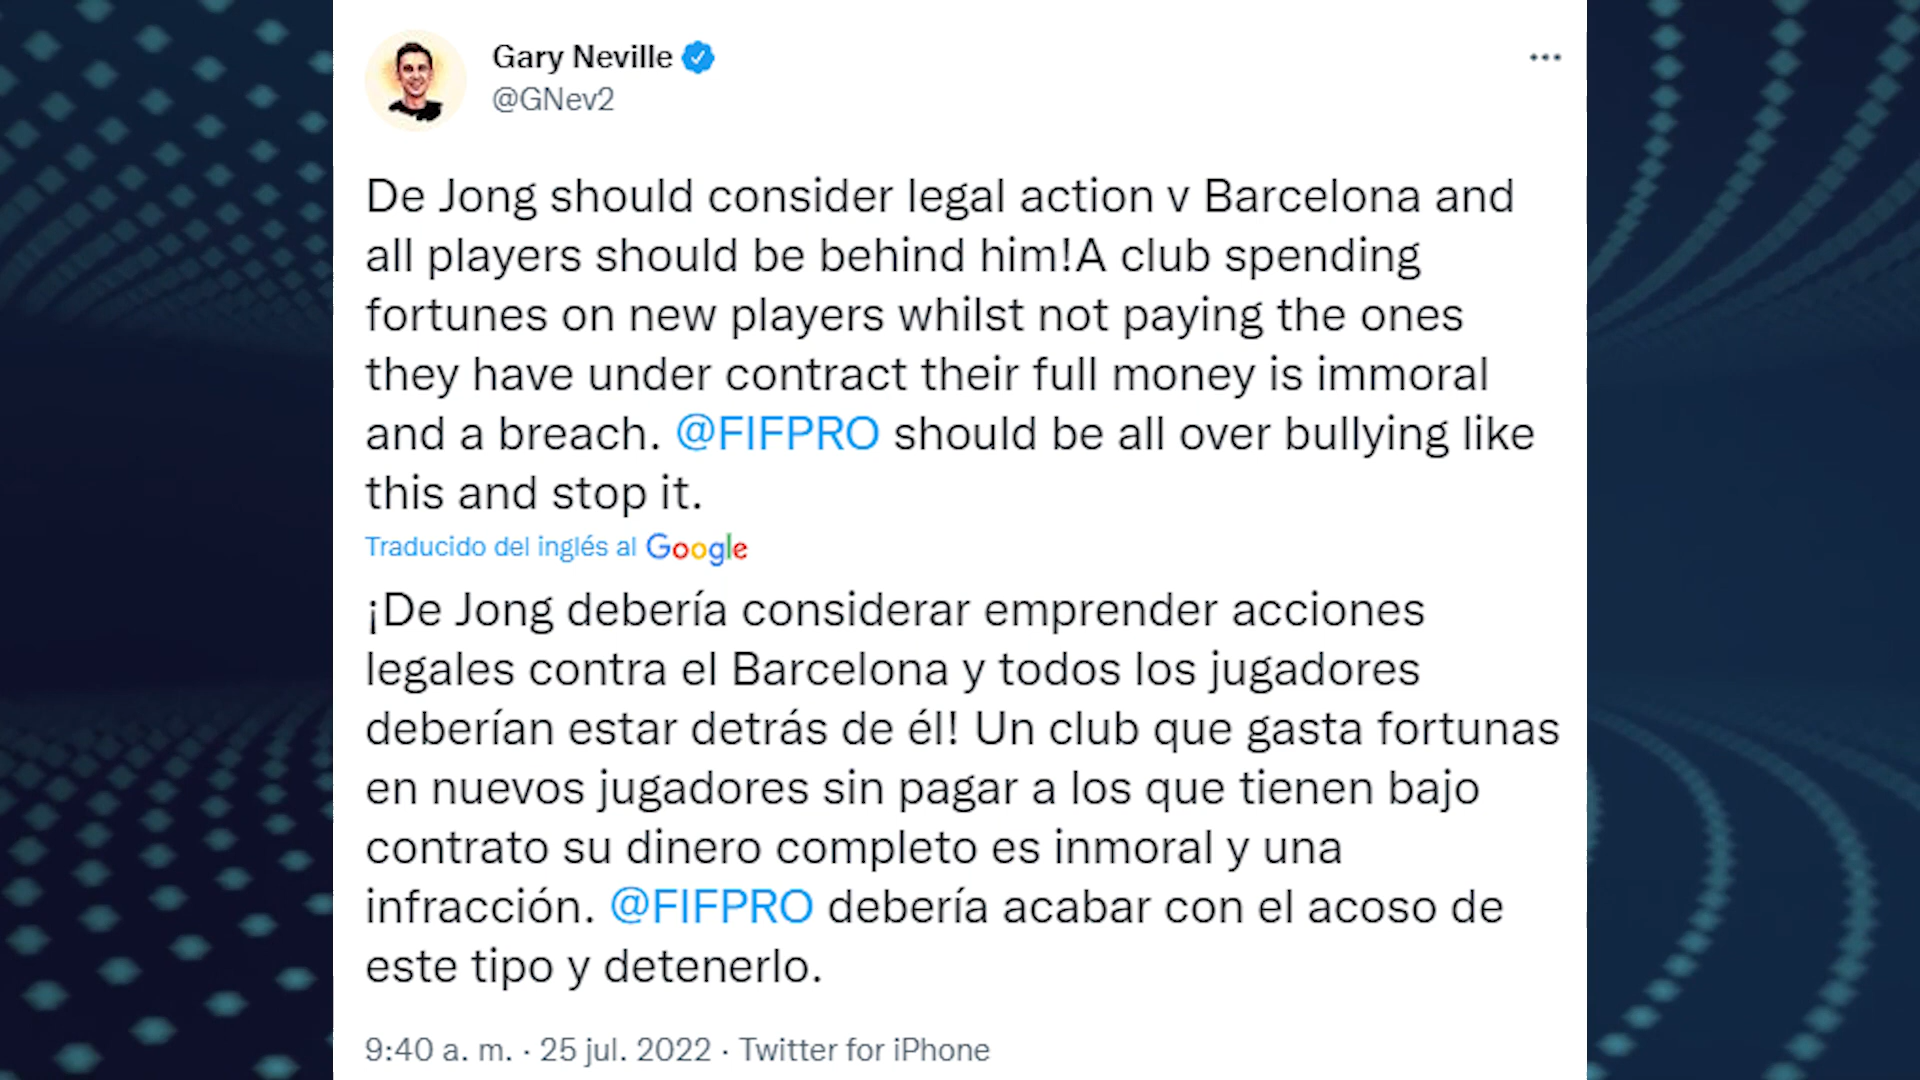 Gary Neville
@GNev2
De Jong should consider legal action v Barcelona and
all players should be behind him!A club spending
fortunes on new players whilst not paying the ones
they have under contract their full money is immoral
and a breach. @FIFPRO should be all over bullying like
this and stop it.
Traducido del inglés al Google
¡De Jong debería considerar emprender acciones
legales contra el Barcelona y todos los jugadores
deberían estar detrás de él! Un club que gasta fortunas
en nuevos jugadores sin pagar a los que tienen bajo
contrato su dinero completo es inmoral y una
infracción. @FIFPRO debería acabar con el acoso de
este tipo y detenerlo.
9:40 a. m. · 25 jul. 2022 · Twitter for iPhone